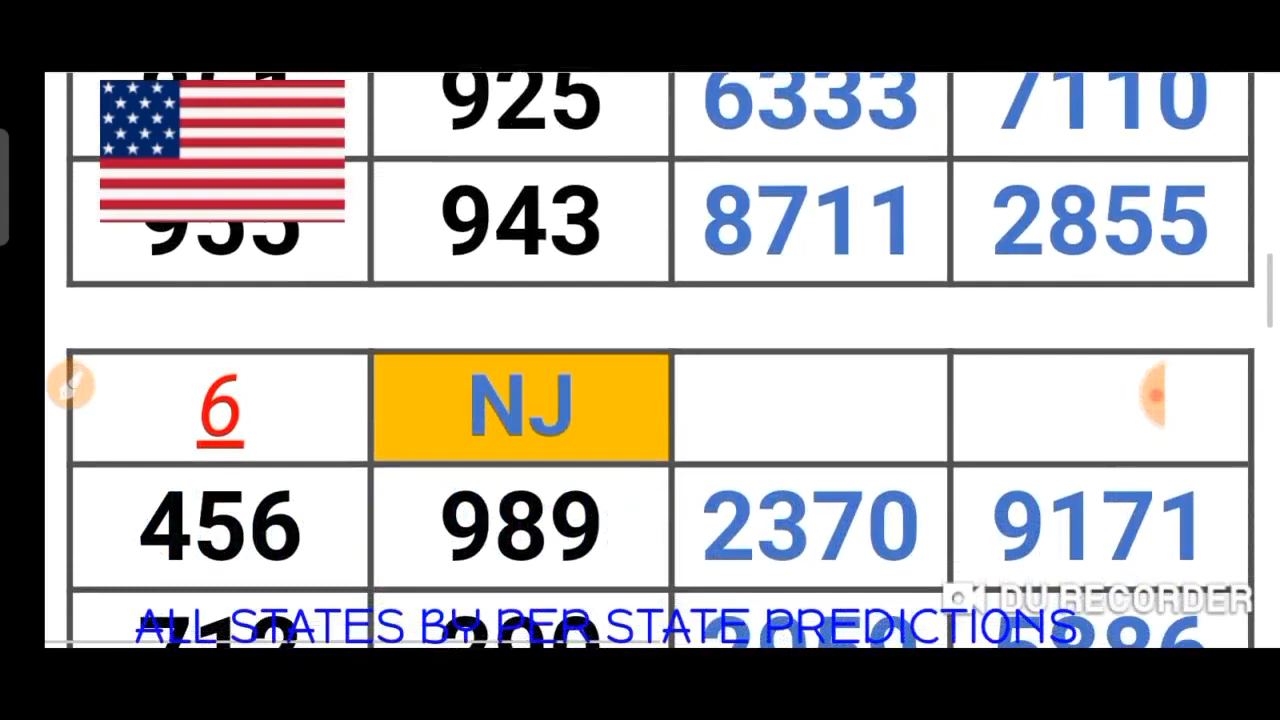 925 6333 7110
943 8711 2855
6 NJ
456 989 2370 9171
DU RECORDER
ALL STATES BY PER STATE PREDICTIONS